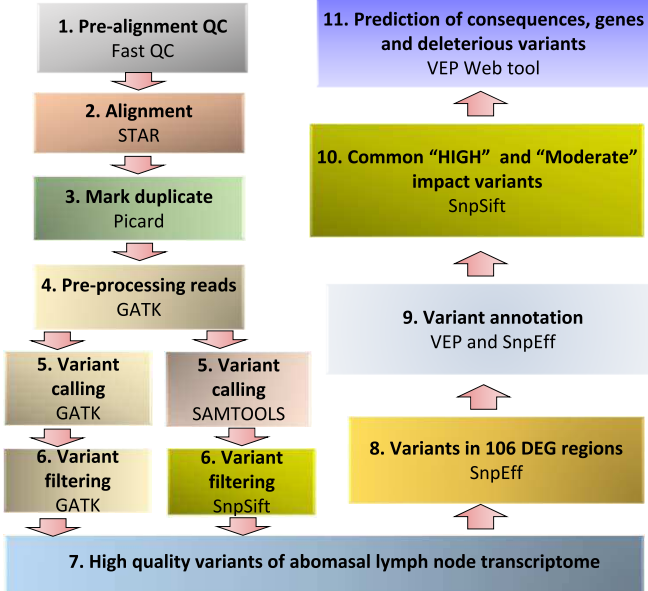 1. Pre-alignment QC
Fast QC
2. Alignment
STAR
3. Mark duplicate
Picard
4. Pre-processing reads
GATK
5. Variant
calling
GATK
5. Variant
calling
SAMTOOLS
6. Variant
filtering
GATK
6. Variant
filtering
SnpSift
7. High quality variants of abomasal lymph node transcriptome
8. Variants in 106 DEG regions
SnpEff
9. Variant annotation
VEP and SnpEff
10. Common “HIGH” and “Moderate”
impact variants
SnpSift
11. Prediction of consequences, genes
and deleterious variants
VEP Web tool